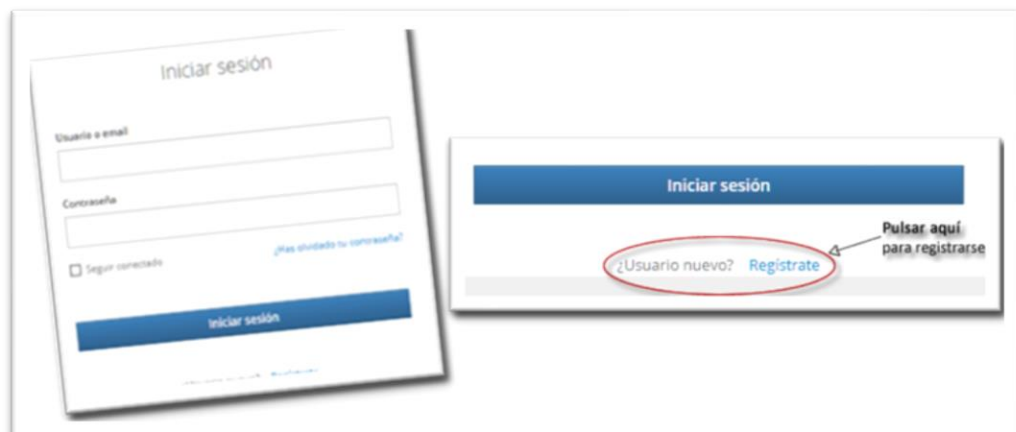 Iniciar sesión
Usuario o email
Contraseña
¿Has olvidado tu contraseña?
Seguir conectado
Iniciar sesión
Iniciar sesión
Pulsar aquí
para registrarse
¿Usuario nuevo? Regístrate